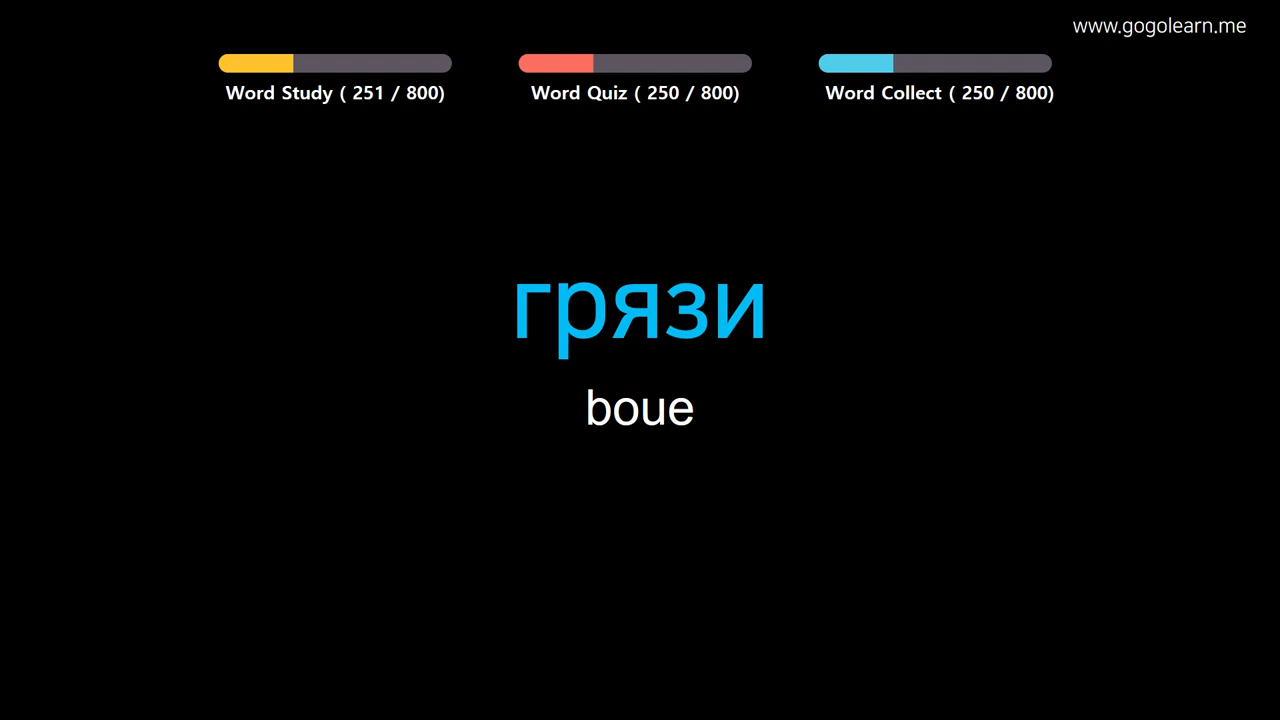 www.gogolearn.me
Word Study ( 251 / 800)
Word Quiz ( 250 / 800)
Word Collect ( 250 / 800)
грязи
boue